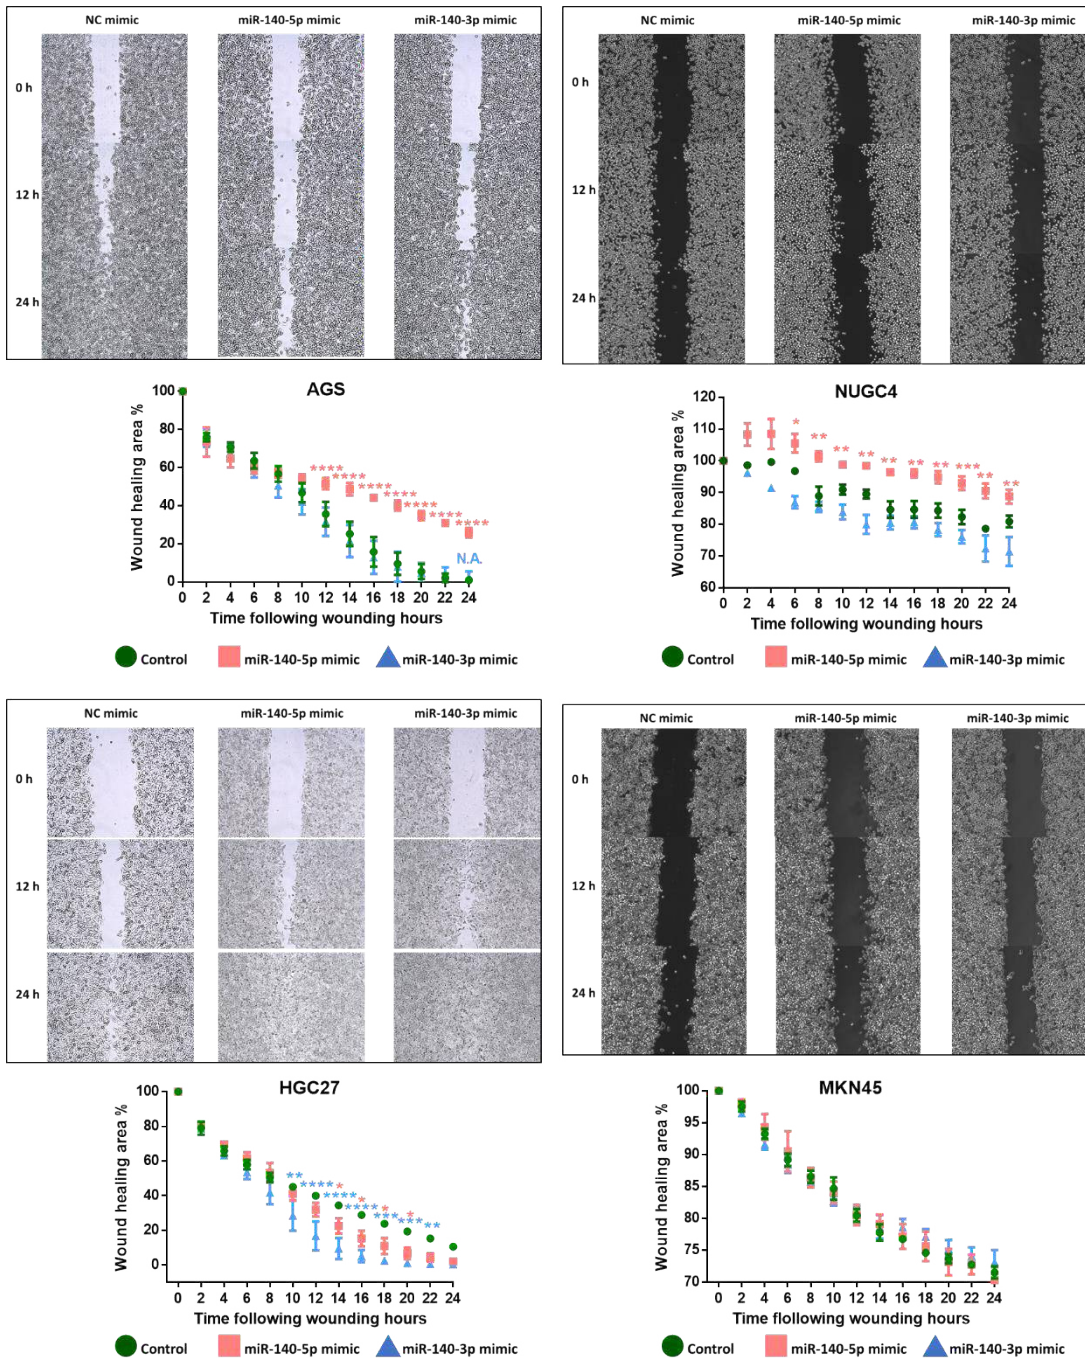 NC mimic miR-140-5p mimic miR-140-3p mimic
0 h
12 h
24 h
NC mimic miR-140-5p mimic miR-140-3p mimic
0 h
12 h
24 h
AGS
Wound healing area %
100
80
60
40
20
0
**** **** **** **** **** **** ****
N.A.
0 2 4 6 8 10 12 14 16 18 20 22 24
Time following wounding hours
Control miR-140-5p mimic miR-140-3p mimic
NUGC4
Wound healing area %
120
110
100
90
80
70
60
* ** ** ** ** ** ** *** ** **
0 2 4 6 8 10 12 14 16 18 20 22 24
Time following wounding hours
Control miR-140-5p mimic miR-140-3p mimic
NC mimic miR-140-5p mimic miR-140-3p mimic
0 h
12 h
24 h
NC mimic miR-140-5p mimic miR-140-3p mimic
0 h
12 h
24 h
HGC27
Wound healing area %
100
80
60
40
20
0
** **** * **** * **** * *** * *** **
0 2 4 6 8 10 12 14 16 18 20 22 24
Time following wounding hours
Control miR-140-5p mimic miR-140-3p mimic
MKN45
Wound healing area %
100
95
90
85
80
75
70
0 2 4 6 8 10 12 14 16 18 20 22 24
Time following wounding hours
Control miR-140-5p mimic miR-140-3p mimic